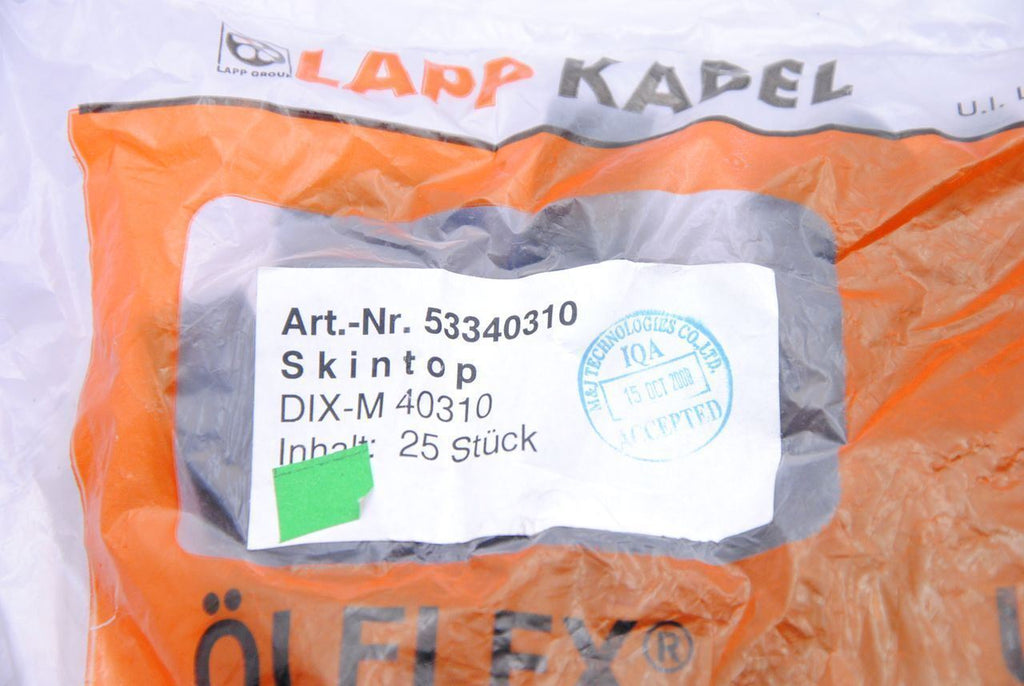 LAPP GROUP
LAPP KABEL
U.I. L
Art.-Nr. 53340310
Skintop
DIX-M 40310
Inhalt: 25 Stück
M&J TECHNOLOGIES CO.,LTD.
IQA
15 OCT 2008
ACCEPTED
ÖLFLEX®